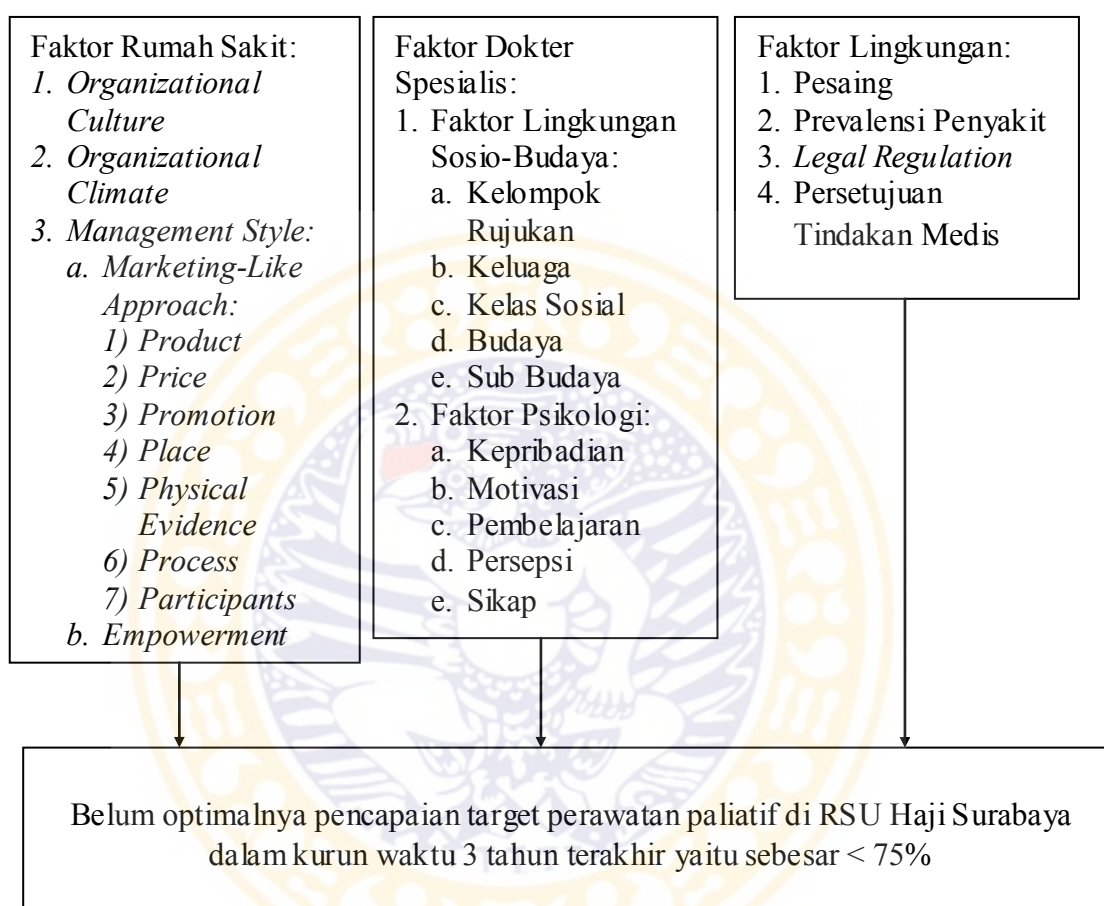 Faktor Rumah Sakit:
1. Organizational
Culture
2. Organizational
Climate
3. Management Style:
a. Marketing-Like
Approach:
1) Product
2) Price
3) Promotion
4) Place
5) Physical
Evidence
6) Process
7) Participants
b. Empowerment
Faktor Dokter
Spesialis:
1. Faktor Lingkungan
Sosio-Budaya:
a. Kelompok
Rujukan
b. Keluaga
c. Kelas Sosial
d. Budaya
e. Sub Budaya
2. Faktor Psikologi:
a. Kepribadian
b. Motivasi
c. Pembelajaran
d. Persepsi
e. Sikap
Faktor Lingkungan:
1. Pesaing
2. Prevalensi Penyakit
3. Legal Regulation
4. Persetujuan
Tindakan Medis
Belum optimalnya pencapaian target perawatan paliatif di RSU Haji Surabaya
dalam kurun waktu 3 tahun terakhir yaitu sebesar < 75%